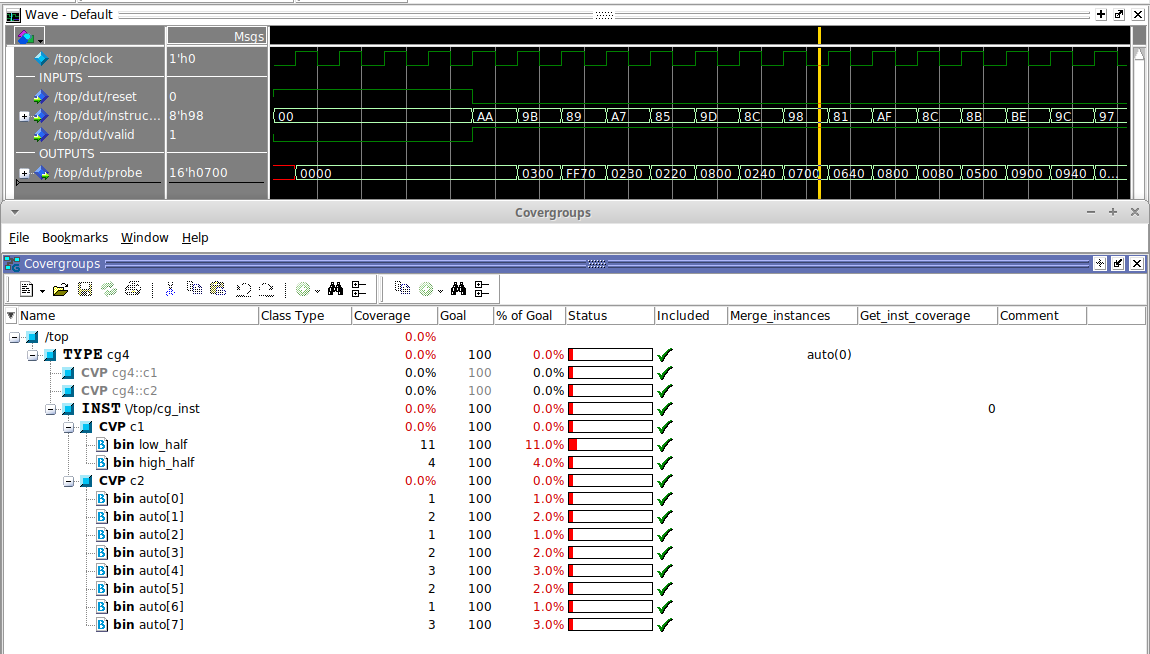 Wave - Default
Msgs
/top/clock 1'h0
INPUTS
/top/dut/reset 0
/top/dut/instruc... 8'h98 00 AA 9B 89 A7 85 9D 8C 98 81 AF 8C 8B BE 9C 97
/top/dut/valid 1
OUTPUTS
/top/dut/probe 16'h0700 0000 0300 FF70 0230 0220 0800 0240 0700 0640 0800 0080 0500 0900 0940 0...
Covergroups
File Bookmarks Window Help
Covergroups
Name Class Type Coverage Goal % of Goal Status Included Merge_instances Get_inst_coverage Comment
/top 0.0%
TYPE cg4 0.0% 100 0.0% auto(0)
CVP cg4::c1 0.0% 100 0.0%
CVP cg4::c2 0.0% 100 0.0%
INST \/top/cg_inst 0.0% 100 0.0% 0
CVP c1 0.0% 100 0.0%
B bin low_half 11 100 11.0%
B bin high_half 4 100 4.0%
CVP c2 0.0% 100 0.0%
B bin auto[0] 1 100 1.0%
B bin auto[1] 2 100 2.0%
B bin auto[2] 1 100 1.0%
B bin auto[3] 2 100 2.0%
B bin auto[4] 3 100 3.0%
B bin auto[5] 2 100 2.0%
B bin auto[6] 1 100 1.0%
B bin auto[7] 3 100 3.0%